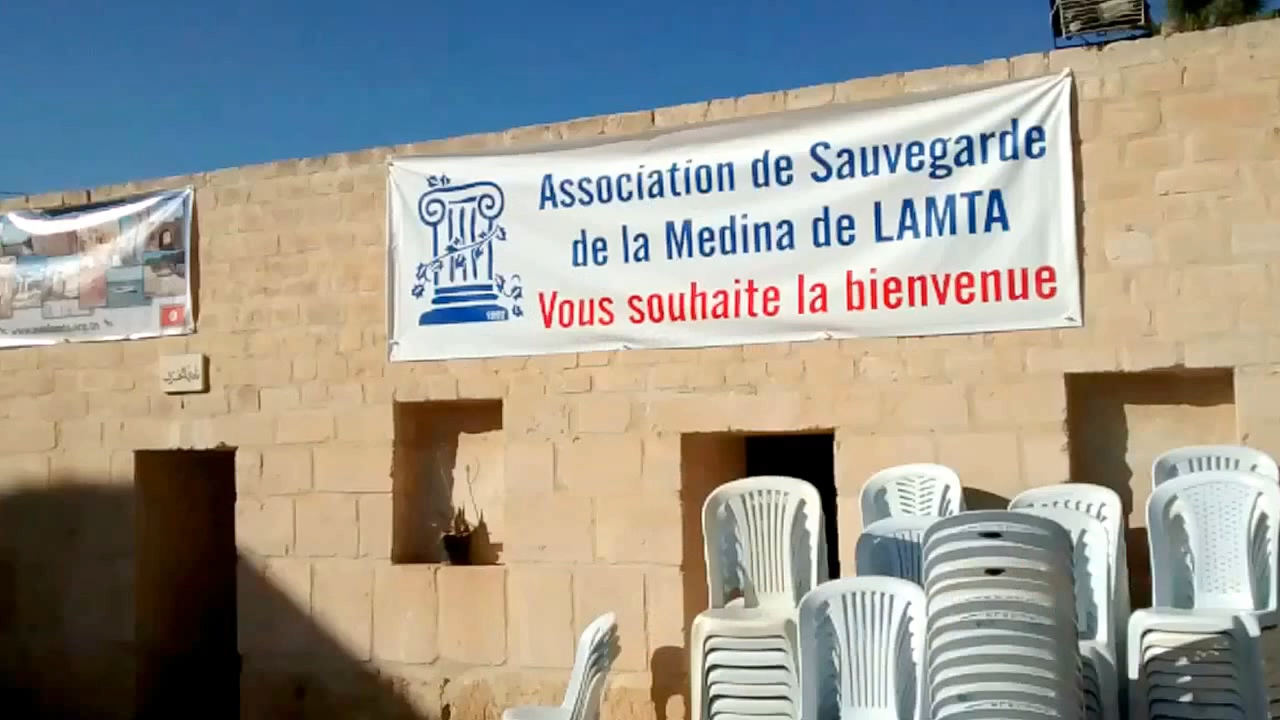 Association de Sauvegarde
de la Medina de LAMTA
Vous souhaite la bienvenue